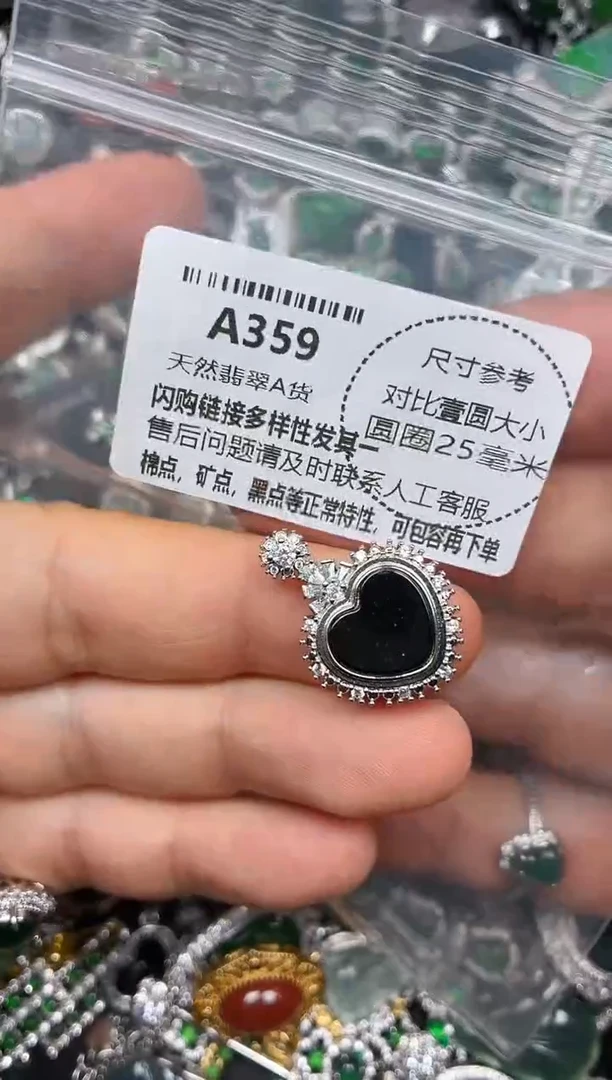 A359
天然翡翠A货
闪购链接多样性发其一
售后问题请及时联系人工客服
棉点，矿点，黑点等正常特性，可包容再下单
尺寸参考
对比壹圆大小
圆圈25毫米